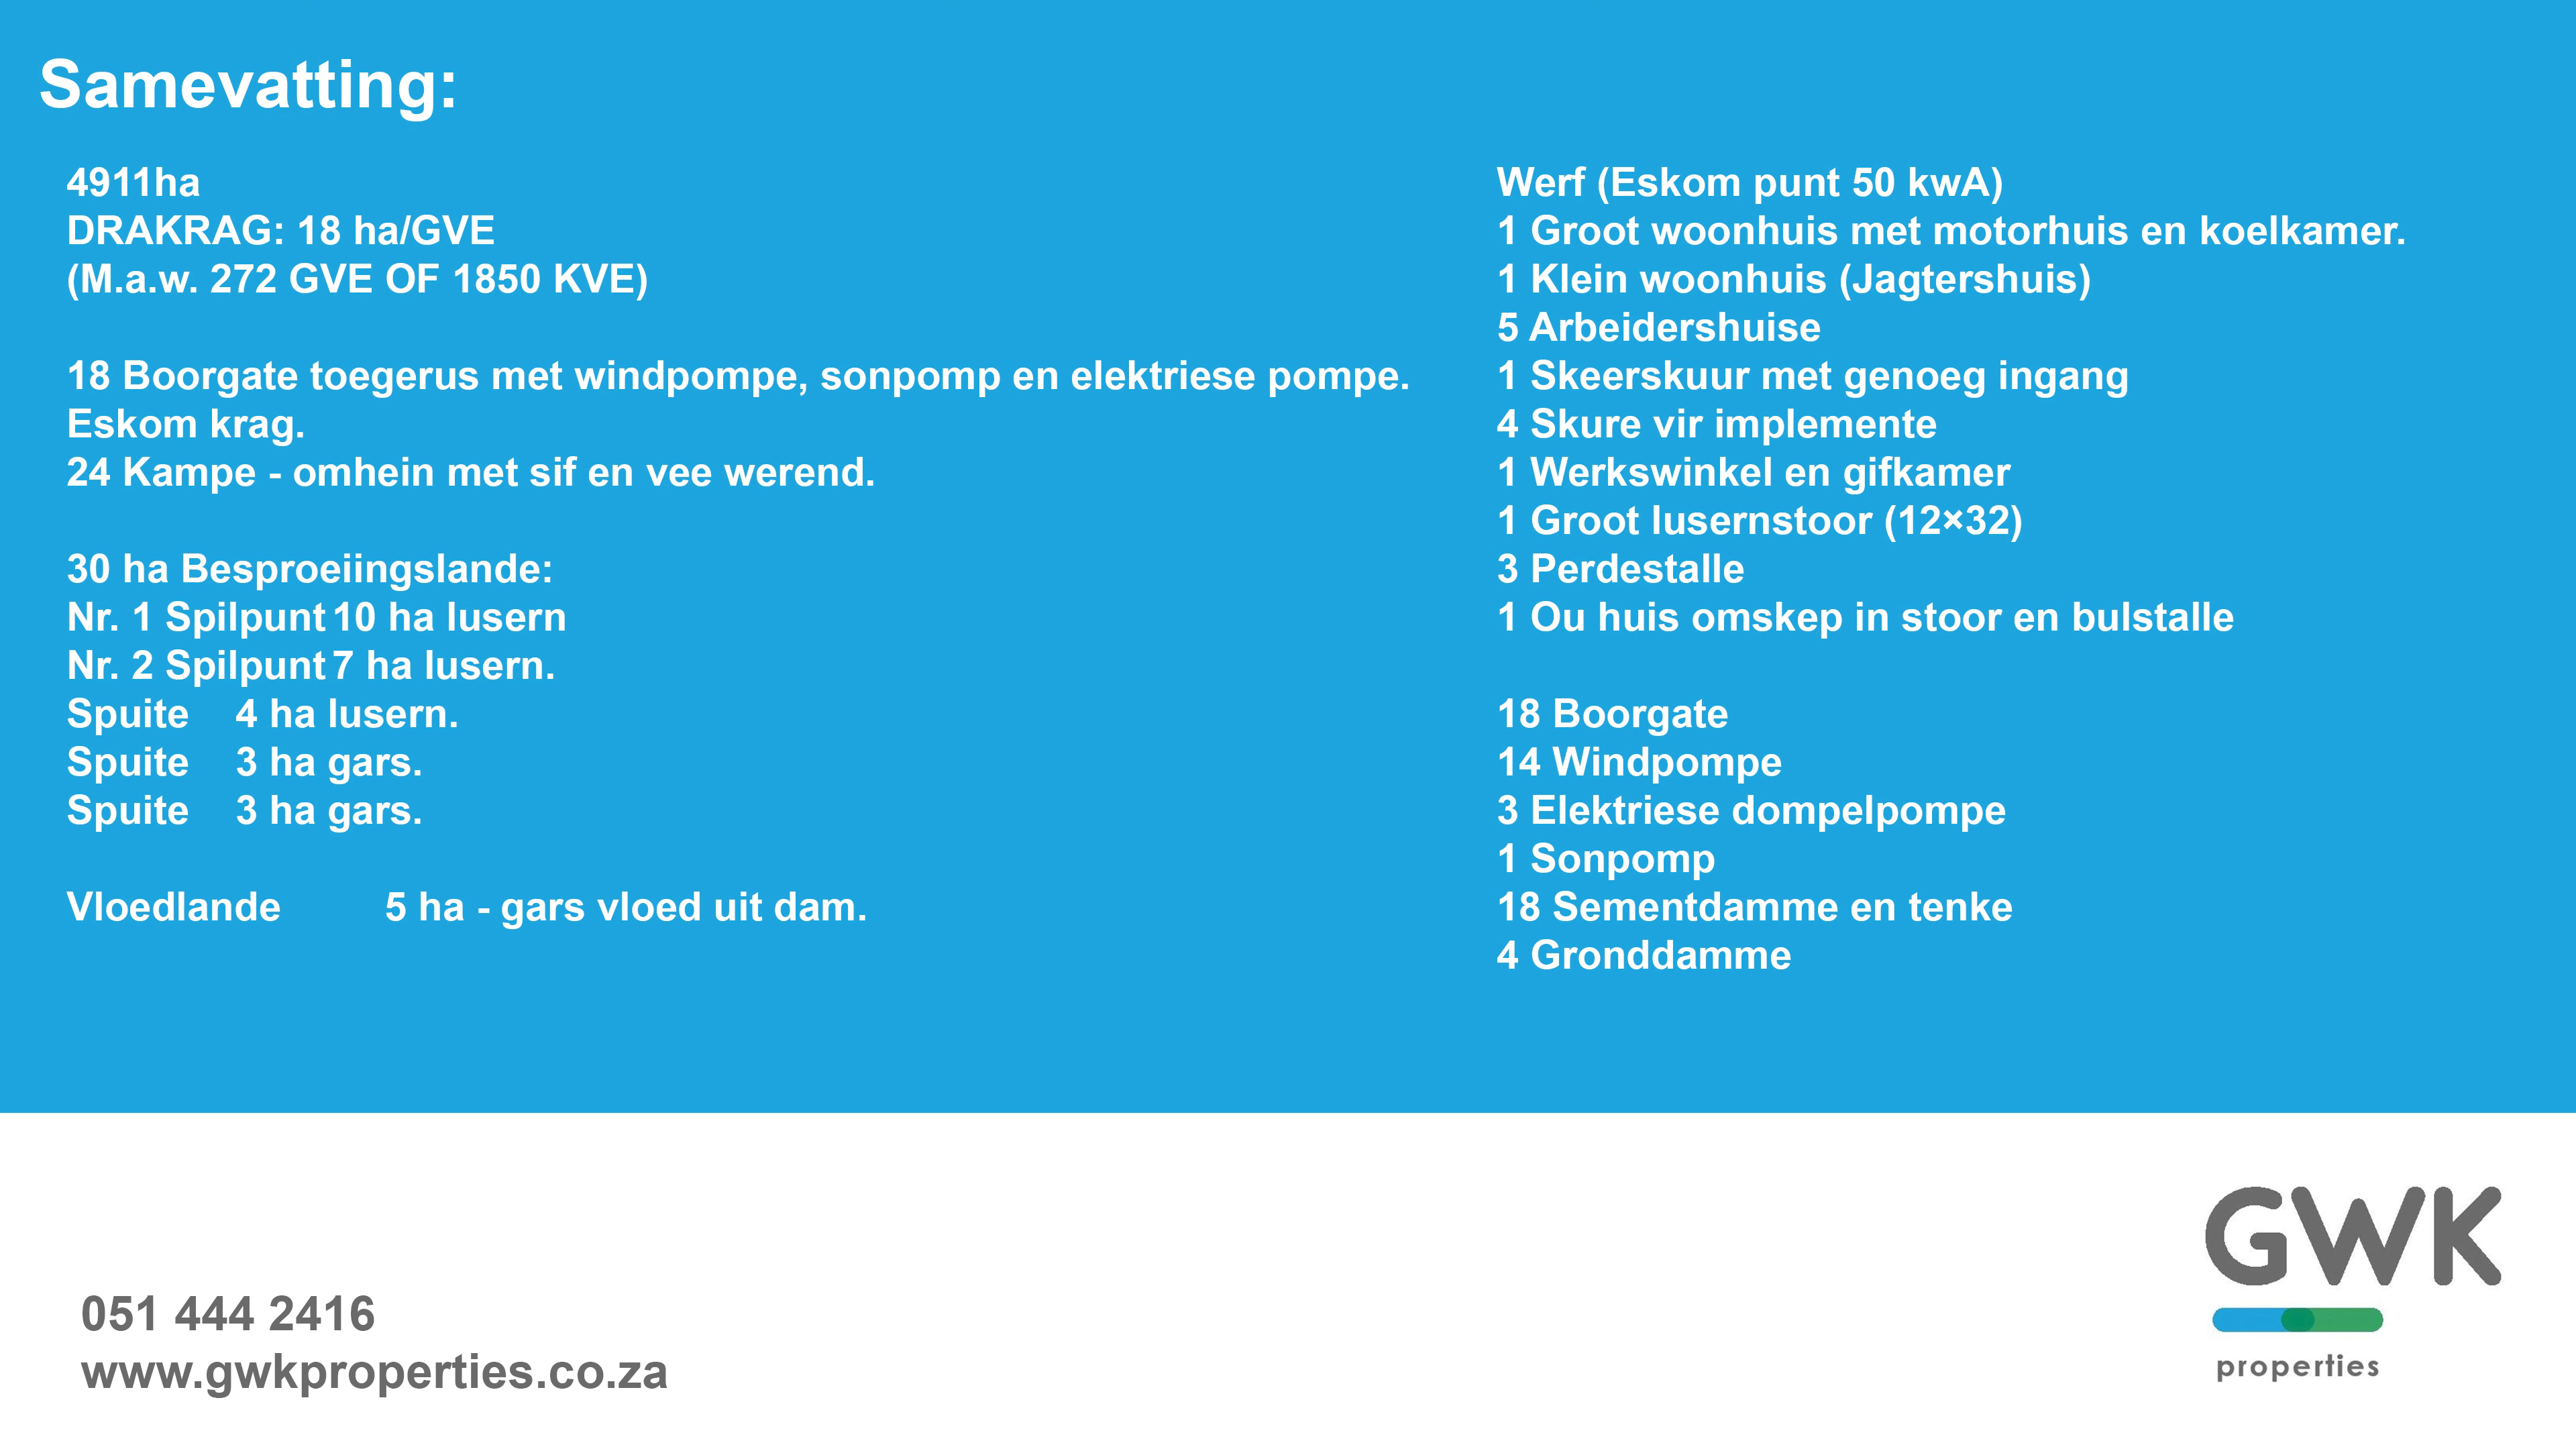 Samevatting:
4911ha
DRAKRAG: 18 ha/GVE
(M.a.w. 272 GVE OF 1850 KVE)
18 Boorgate toegerus met windpompe, sonpomp en elektriese pompe.
Eskom krag.
24 Kampe - omhein met sif en vee werend.
30 ha Besproeiingslande:
Nr. 1 Spilpunt 10 ha lusern
Nr. 2 Spilpunt 7 ha lusern.
Spuite 4 ha lusern.
Spuite 3 ha gars.
Spuite 3 ha gars.
Vloedlande 5 ha - gars vloed uit dam.
Werf (Eskom punt 50 kwA)
1 Groot woonhuis met motorhuis en koelkamer.
1 Klein woonhuis (Jagtershuis)
5 Arbeidershuise
1 Skeerskuur met genoeg ingang
4 Skure vir implemente
1 Werkswinkel en gifkamer
1 Groot lusernstoor (12×32)
3 Perdestalle
1 Ou huis omskep in stoor en bulstalle
18 Boorgate
14 Windpompe
3 Elektriese dompelpompe
1 Sonpomp
18 Sementdamme en tenke
4 Gronddamme
051 444 2416
www.gwkproperties.co.za
GWK
properties